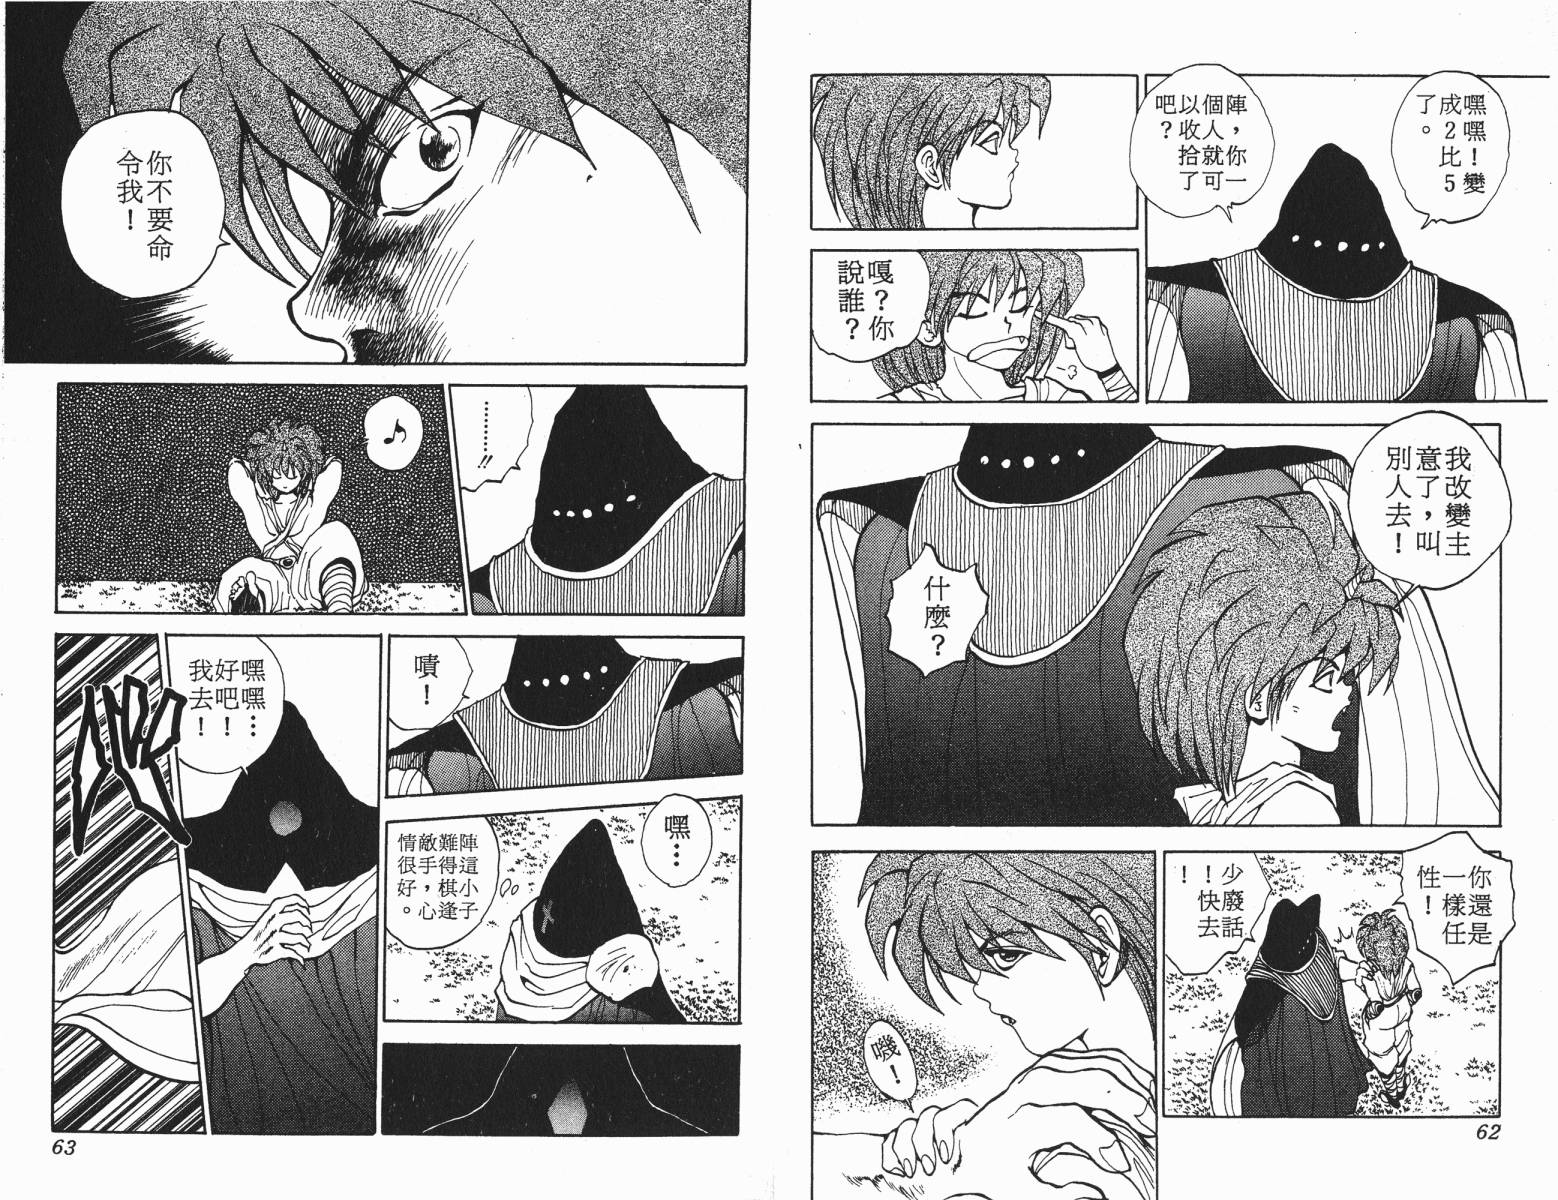 嘿嘿！變
成2比5
了。
陣，你一
個人就可
以收拾了
吧？
嘎？你
說誰？
我改變主
意了，叫
別人去！
什麼？
你還是
一樣任
性！
少廢話
！！快去
！
嘰！
62
你不要命
令我！
………!!
♪
嘖！
嘿…
陣這小子
難得棋逢
敵手，心
情很好。
嘿嘿…
好吧！
我去！
63